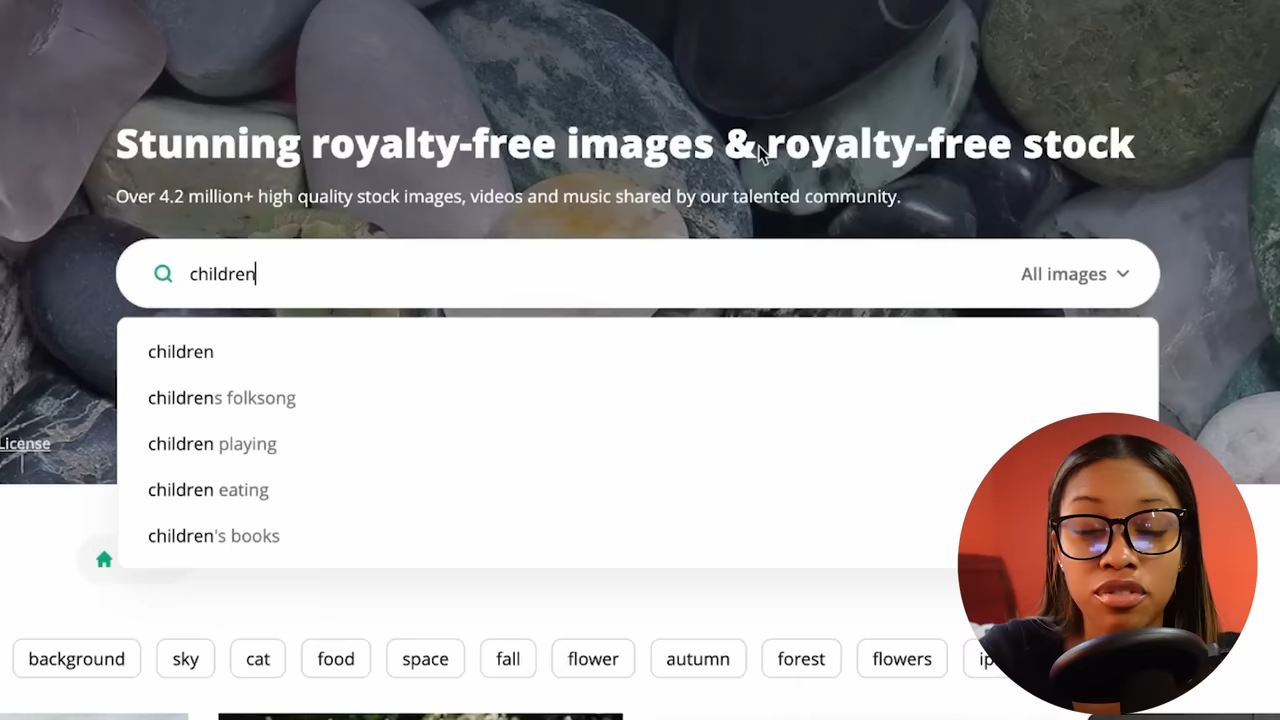 Stunning royalty-free images & royalty-free stock
Over 4.2 million+ high quality stock images, videos and music shared by our talented community.
children
All images
children
childrens folksong
children playing
children eating
children's books
License
background
sky
cat
food
space
fall
flower
autumn
forest
flowers